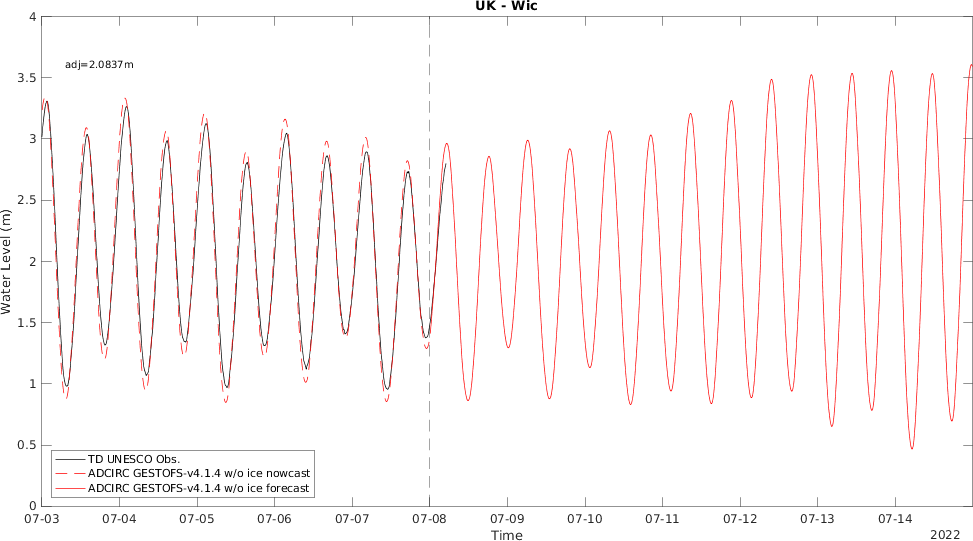 UK - Wic
adj=2.0837m
4
3.5
3
2.5
2
1.5
1
0.5
0
Water Level (m)
TD UNESCO Obs.
ADCIRC GESTOFS-v4.1.4 w/o ice nowcast
ADCIRC GESTOFS-v4.1.4 w/o ice forecast
07-03 07-04 07-05 07-06 07-07 07-08 07-09 07-10 07-11 07-12 07-13 07-14
Time
2022